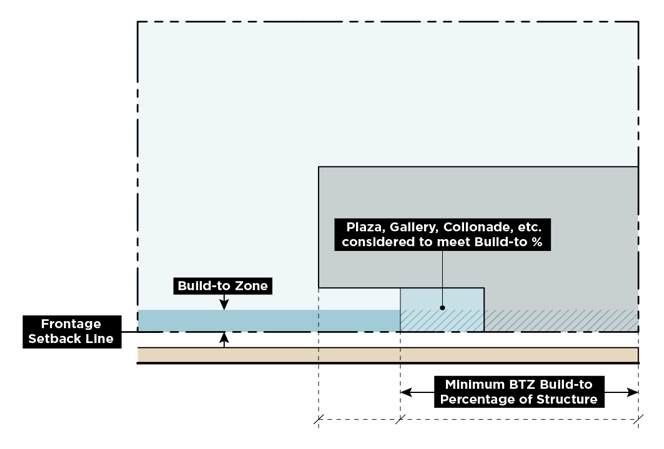 Plaza, Gallery, Collonade, etc.
considered to meet Build-to %
Build-to Zone
Frontage
Setback Line
Minimum BTZ Build-to
Percentage of Structure